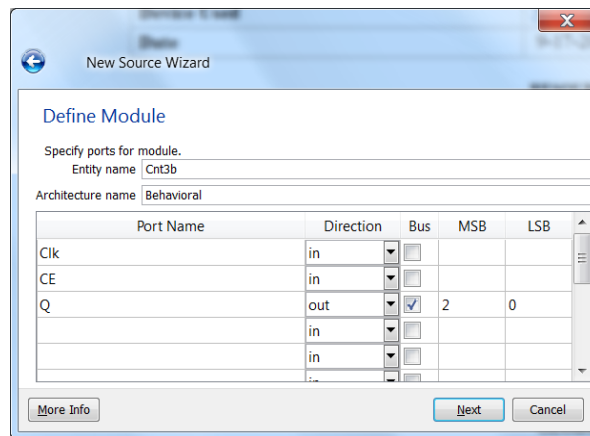 New Source Wizard
Define Module
Specify ports for module.
Entity name Cnt3b
Architecture name Behavioral
Port Name Direction Bus MSB LSB
Clk in
CE in
Q out 2 0
in
in
More Info Next Cancel